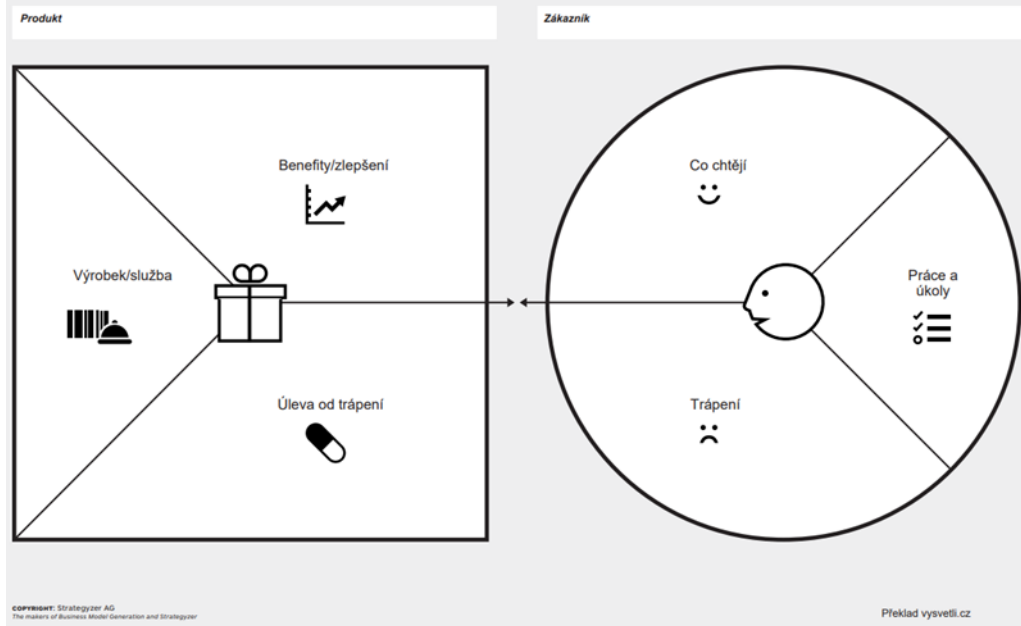 Produkt
Zákazník
Benefity/zlepšení
Výrobek/služba
Úleva od trápení
Co chtějí
Práce a
úkoly
Trápení
COPYRIGHT: Strategyzer AG
The makers of Business Model Generation and Strategyzer
Překlad vysvetli.cz